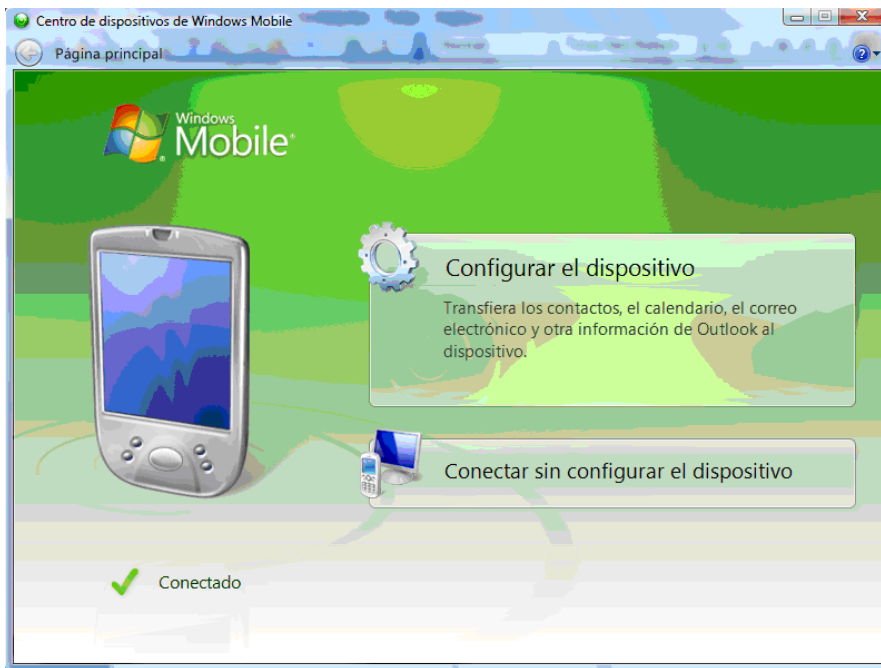 Centro de dispositivos de Windows Mobile
Página principal
Windows
Mobile
Configurar el dispositivo
Transfiera los contactos, el calendario, el correo
electrónico y otra información de Outlook al
dispositivo.
Conectar sin configurar el dispositivo
Conectado